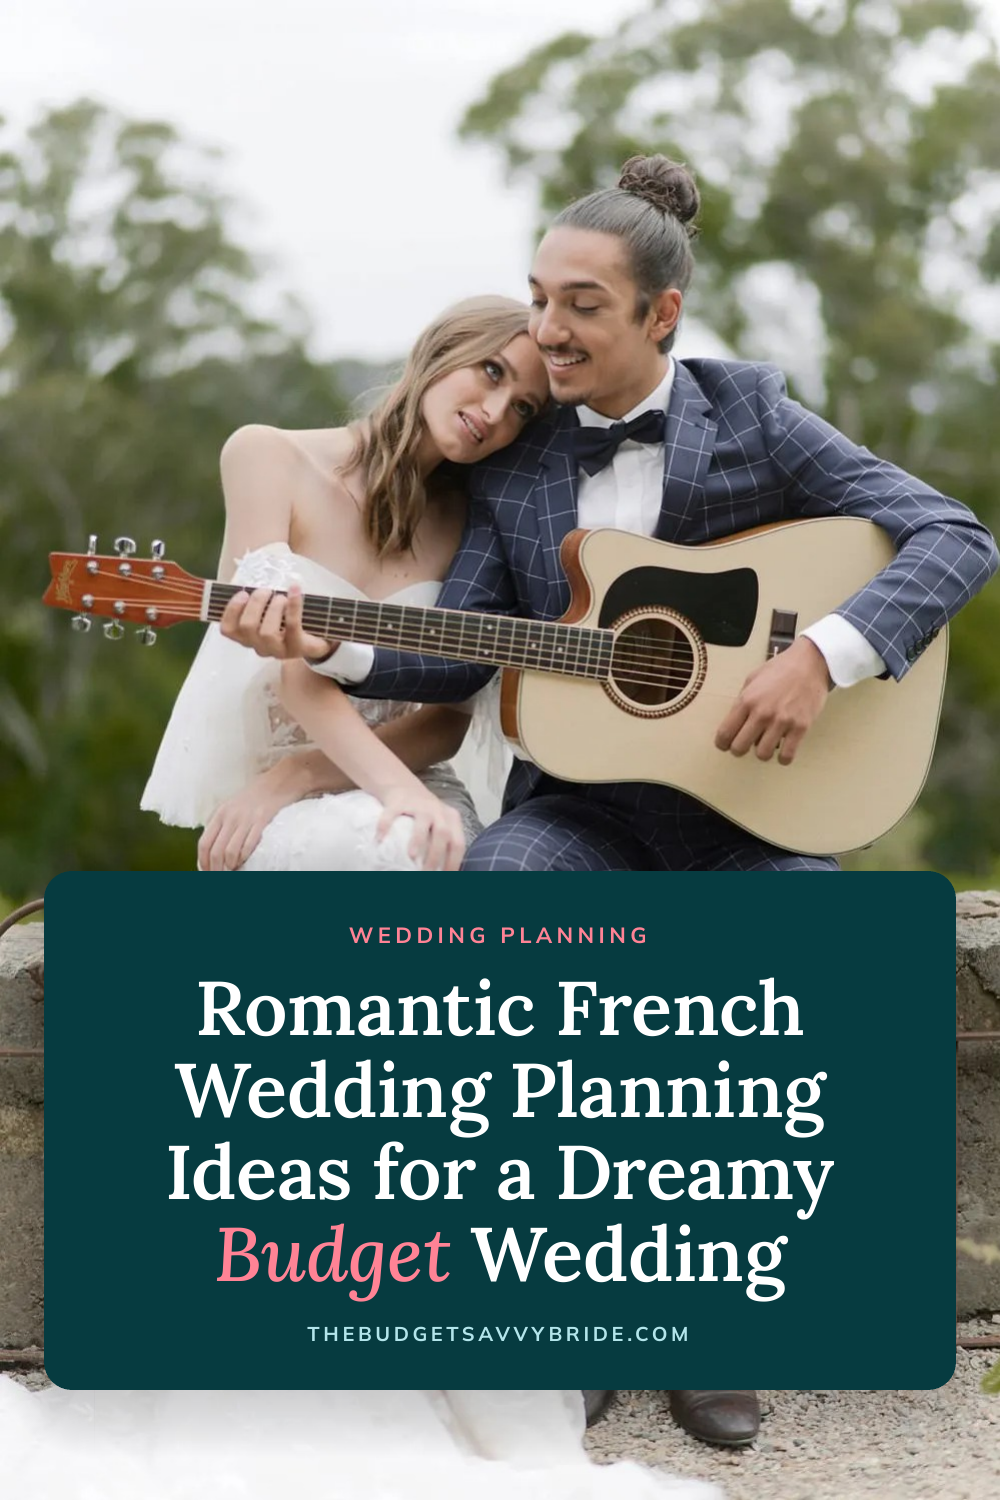 WEDDING PLANNING
Romantic French
Wedding Planning
Ideas for a Dreamy
Budget Wedding
THEBUDGETSAVVYBRIDE.COM